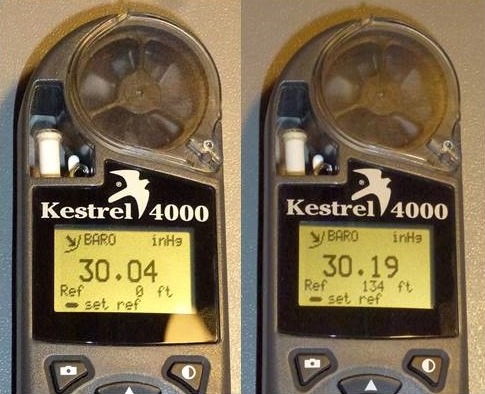 Kestrel 4000
BARO inHg
30.04
Ref 0 ft
set ref
Kestrel 4000
BARO inHg
30.19
Ref 134 ft
set ref